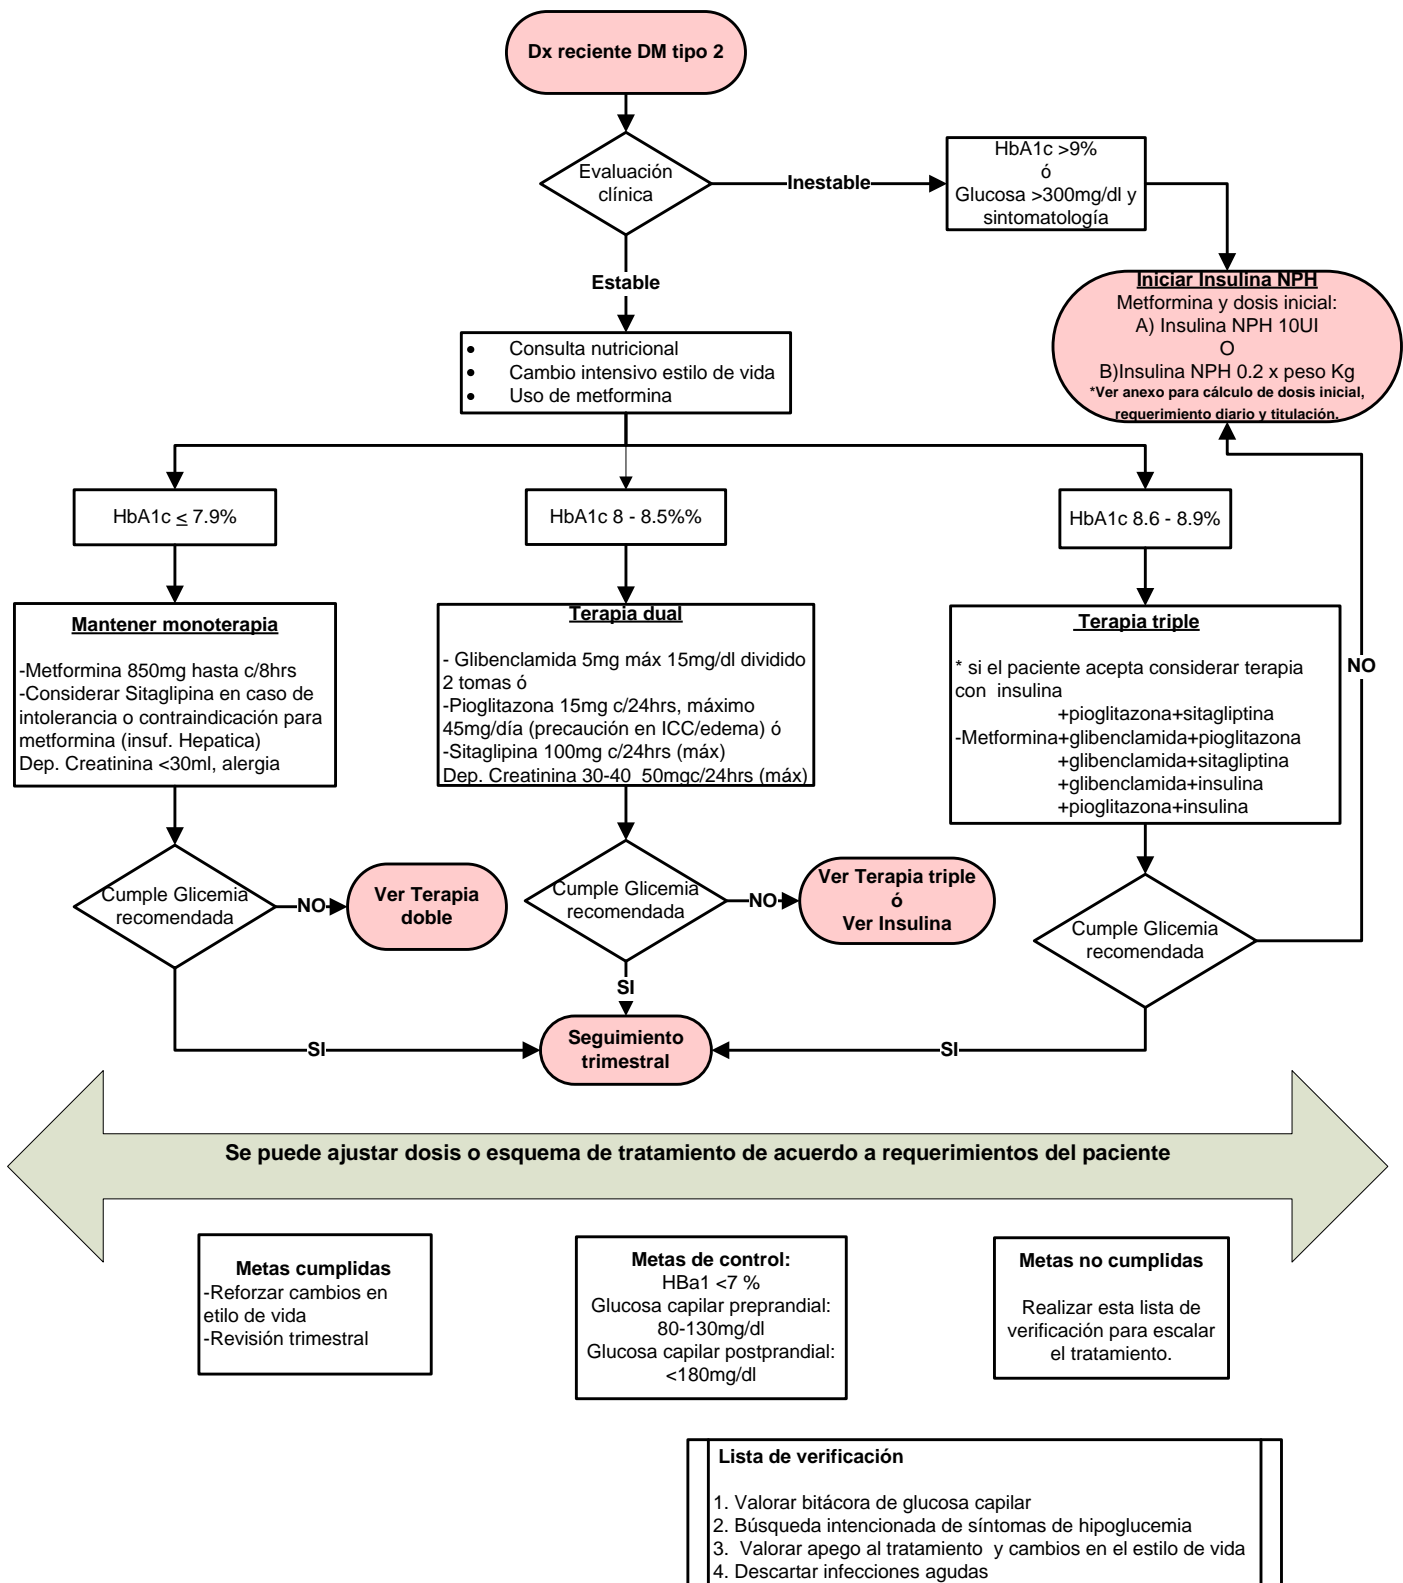 Dx reciente DM tipo 2
Evaluación
clínica
Inestable
HbA1c >9%
ó
Glucosa >300mg/dl y
sintomatología
Estable
Iniciar Insulina NPH
Metformina y dosis inicial:
A) Insulina NPH 10UI
O
B)Insulina NPH 0.2 x peso Kg
*Ver anexo para cálculo de dosis inicial,
requerimiento diario y titulación.
• Consulta nutricional
• Cambio intensivo estilo de vida
• Uso de metformina
HbA1c ≤ 7.9%
HbA1c 8 - 8.5%%
HbA1c 8.6 - 8.9%
Mantener monoterapia
-Metformina 850mg hasta c/8hrs
-Considerar Sitaglipina en caso de
intolerancia o contraindicación para
metformina (insuf. Hepatica)
Dep. Creatinina <30ml, alergia
Terapia dual
- Glibenclamida 5mg máx 15mg/dl dividido
2 tomas ó
-Pioglitazona 15mg c/24hrs, máximo
45mg/día (precaución en ICC/edema) ó
-Sitaglipina 100mg c/24hrs (máx)
Dep. Creatinina 30-40 50mgc/24hrs (máx)
Terapia triple
* si el paciente acepta considerar terapia
con insulina
+pioglitazona+sitagliptina
-Metformina+glibenclamida+pioglitazona
+glibenclamida+sitagliptina
+glibenclamida+insulina
+pioglitazona+insulina
NO
Cumple Glicemia
recomendada
NO
Ver Terapia
doble
Cumple Glicemia
recomendada
NO
Ver Terapia triple
ó
Ver Insulina
Cumple Glicemia
recomendada
SI
SI
SI
Seguimiento
trimestral
Se puede ajustar dosis o esquema de tratamiento de acuerdo a requerimientos del paciente
Metas cumplidas
-Reforzar cambios en
etilo de vida
-Revisión trimestral
Metas de control:
HBa1 <7 %
Glucosa capilar preprandial:
80-130mg/dl
Glucosa capilar postprandial:
<180mg/dl
Metas no cumplidas
Realizar esta lista de
verificación para escalar
el tratamiento.
Lista de verificación
1. Valorar bitácora de glucosa capilar
2. Búsqueda intencionada de síntomas de hipoglucemia
3. Valorar apego al tratamiento y cambios en el estilo de vida
4. Descartar infecciones agudas